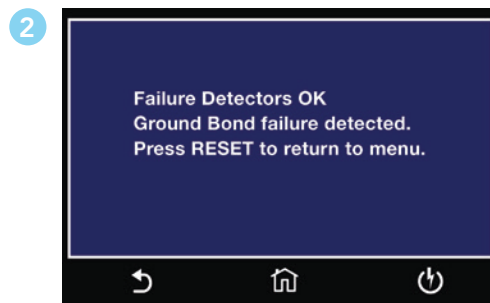 2
Failure Detectors OK
Ground Bond failure detected.
Press RESET to return to menu.